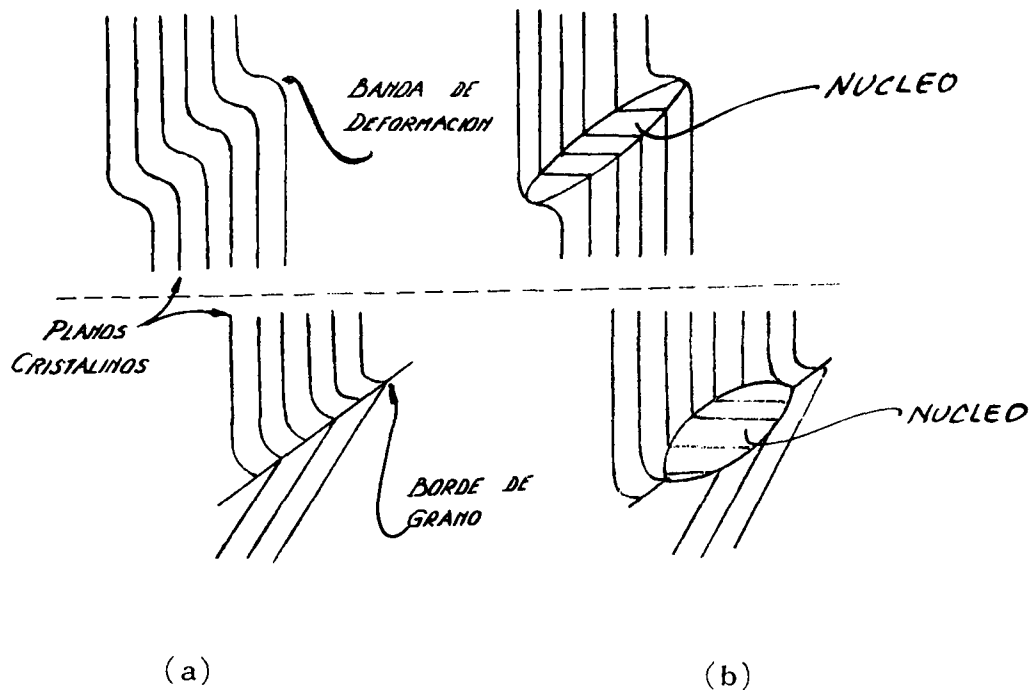 BANDA DE
DEFORMACION
NUCLEO
PLANOS
CRISTALINOS
BORDE DE
GRANO
NUCLEO
(a)
(b)